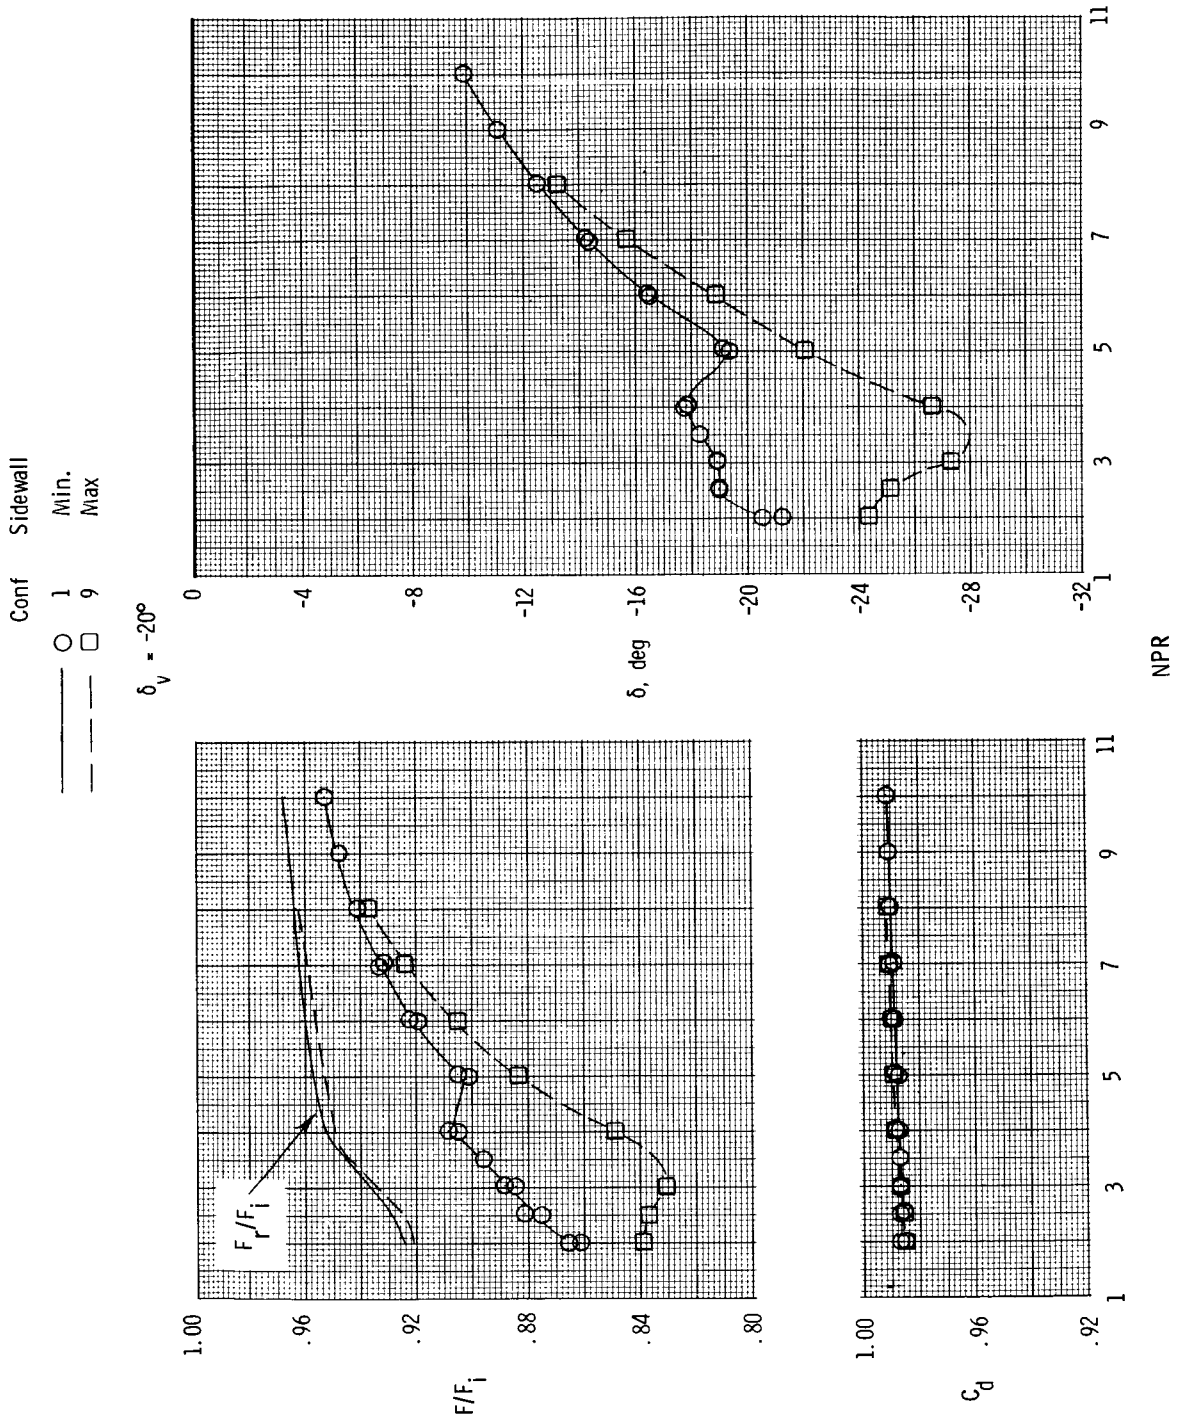 Conf Sidewall
1 Min.
9 Max
δv = -20°
Fr/Fi
1.00
.96
.92
.88
.84
.80
F/Fi
1.00
.96
.92
Cd
1 3 5 7 9 11
0
-4
-8
-12
-16
-20
-24
-28
-32
δ, deg
1 3 5 7 9 11
NPR